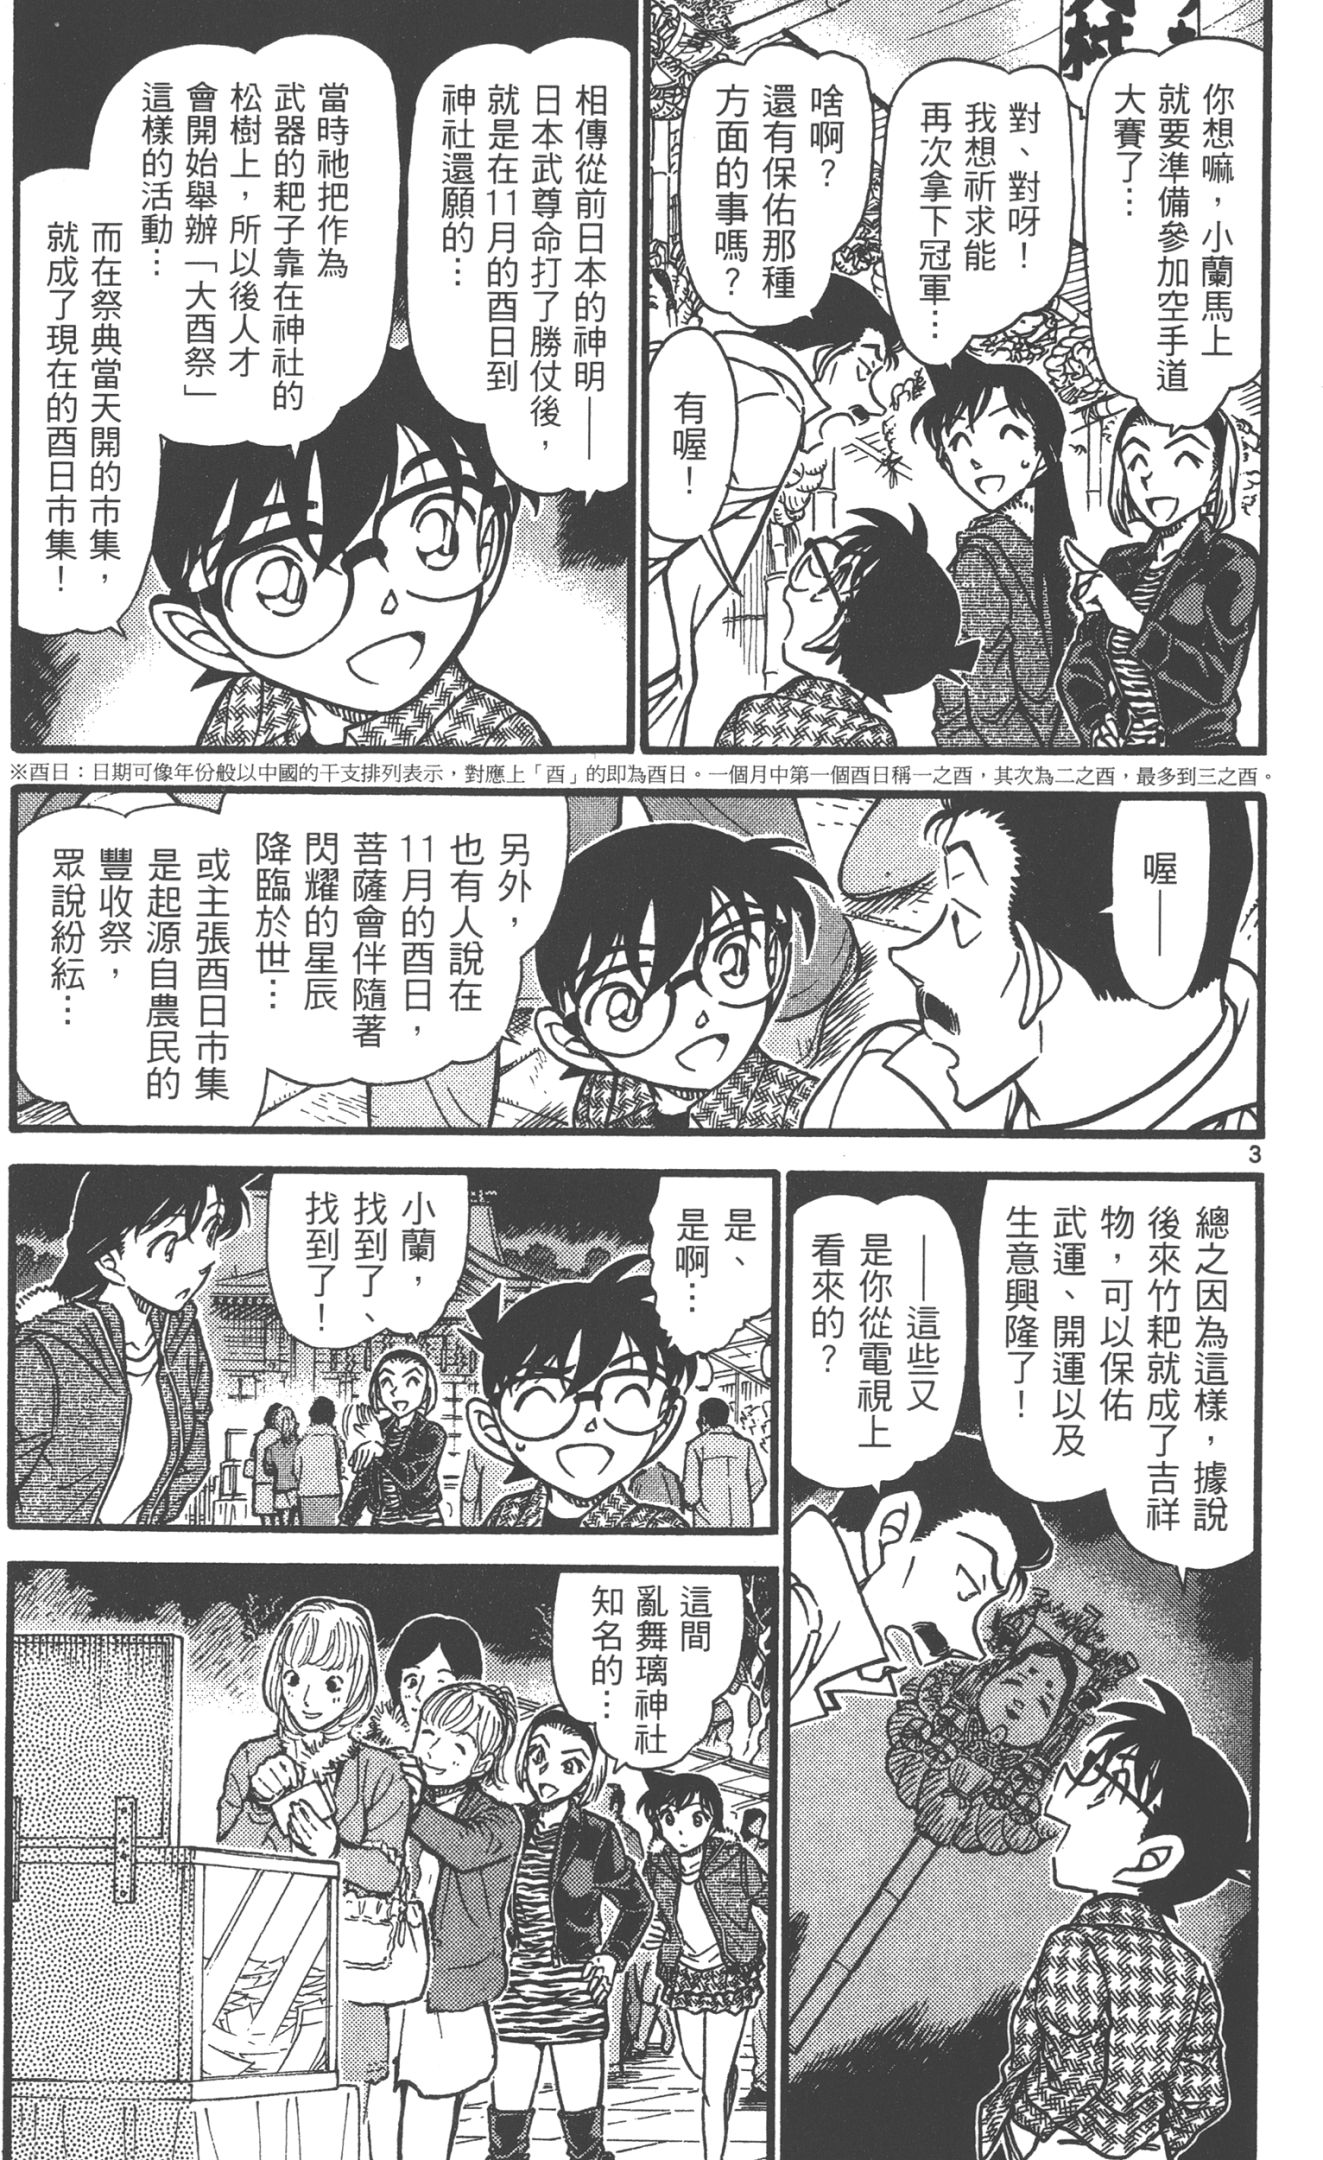 你想嘛，小蘭馬上
就要準備參加空手道
大賽了…
對、對呀！
我想祈求能
再次拿下冠軍…
啥啊？
還有保佑那種
方面的事嗎？
有喔！
相傳從前日本的神明——
日本武尊命打了勝仗後，
就是在11月的酉日到
神社還願的…
當時祂把作為
武器的耙子靠在神社的
松樹上，所以後人才
會開始舉辦「大酉祭」
這樣的活動…
而在祭典當天開的市集，
就成了現在的酉日市集！
※酉日：日期可像年份般以中國的干支排列表示，對應上「酉」的即為酉日。一個月中第一個酉日稱一之酉，其次為二之酉，最多到三之酉。
喔——
另外，
也有人說在
11月的酉日，
菩薩會伴隨著
閃耀的星辰
降臨於世…
或主張酉日市集
是起源自農民的
豐收祭，
眾說紛紜…
3
總之因為這樣，據說
後來竹耙就成了吉祥
物，可以保佑
武運、開運以及
生意興隆了！
——這些又
是你從電視上
看來的？
是、
是啊…
小蘭，
找到了、
找到了！
這間
亂舞璃神社
知名的…